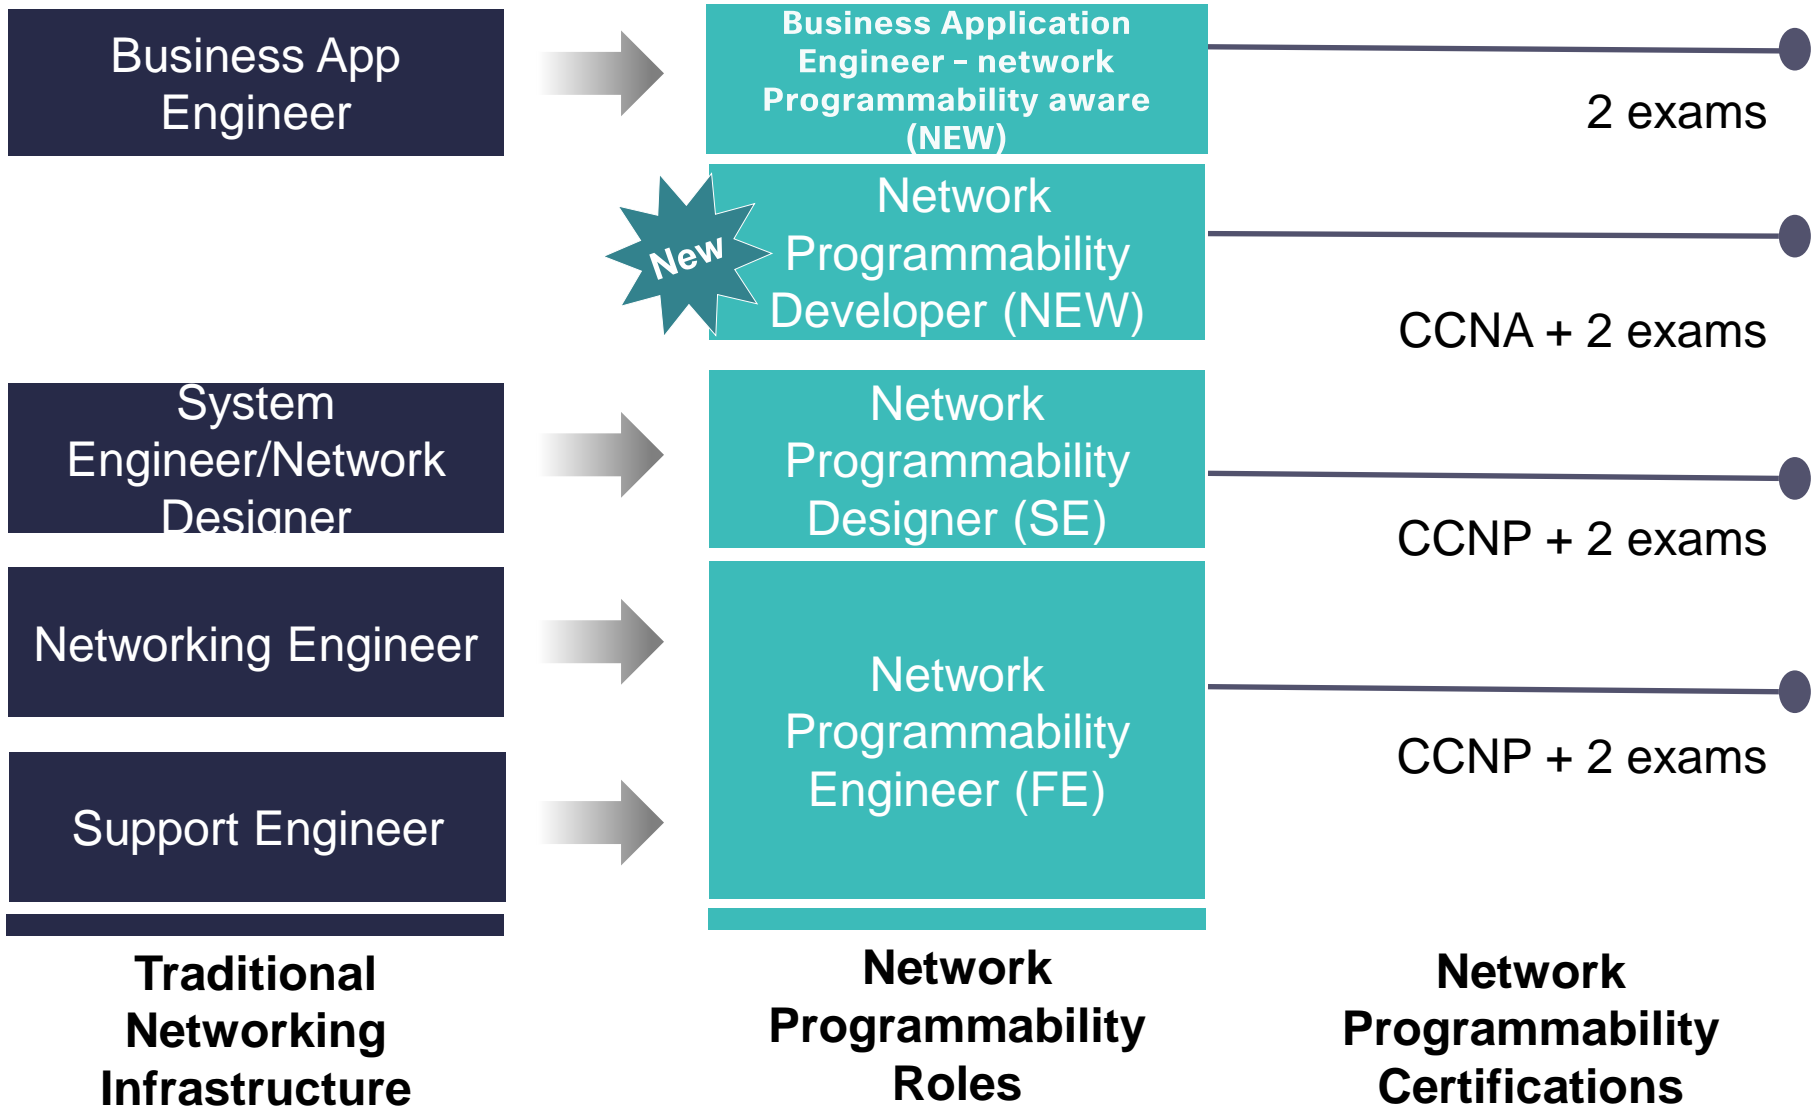 Business App
Engineer
Business Application
Engineer – network
Programmability aware
(NEW)
2 exams
New
Network
Programmability
Developer (NEW)
CCNA + 2 exams
System
Engineer/Network
Designer
Network
Programmability
Designer (SE)
CCNP + 2 exams
Networking Engineer
Support Engineer
Network
Programmability
Engineer (FE)
CCNP + 2 exams
Traditional
Networking
Infrastructure
Network
Programmability
Roles
Network
Programmability
Certifications